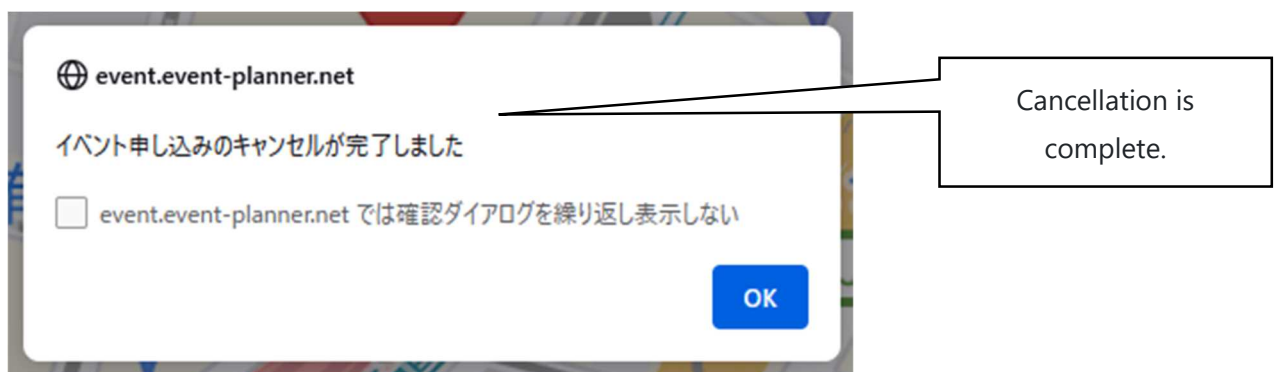 event.event-planner.net
イベント申し込みのキャンセルが完了しました
event.event-planner.net では確認ダイアログを繰り返し表示しない
OK
Cancellation is
complete.